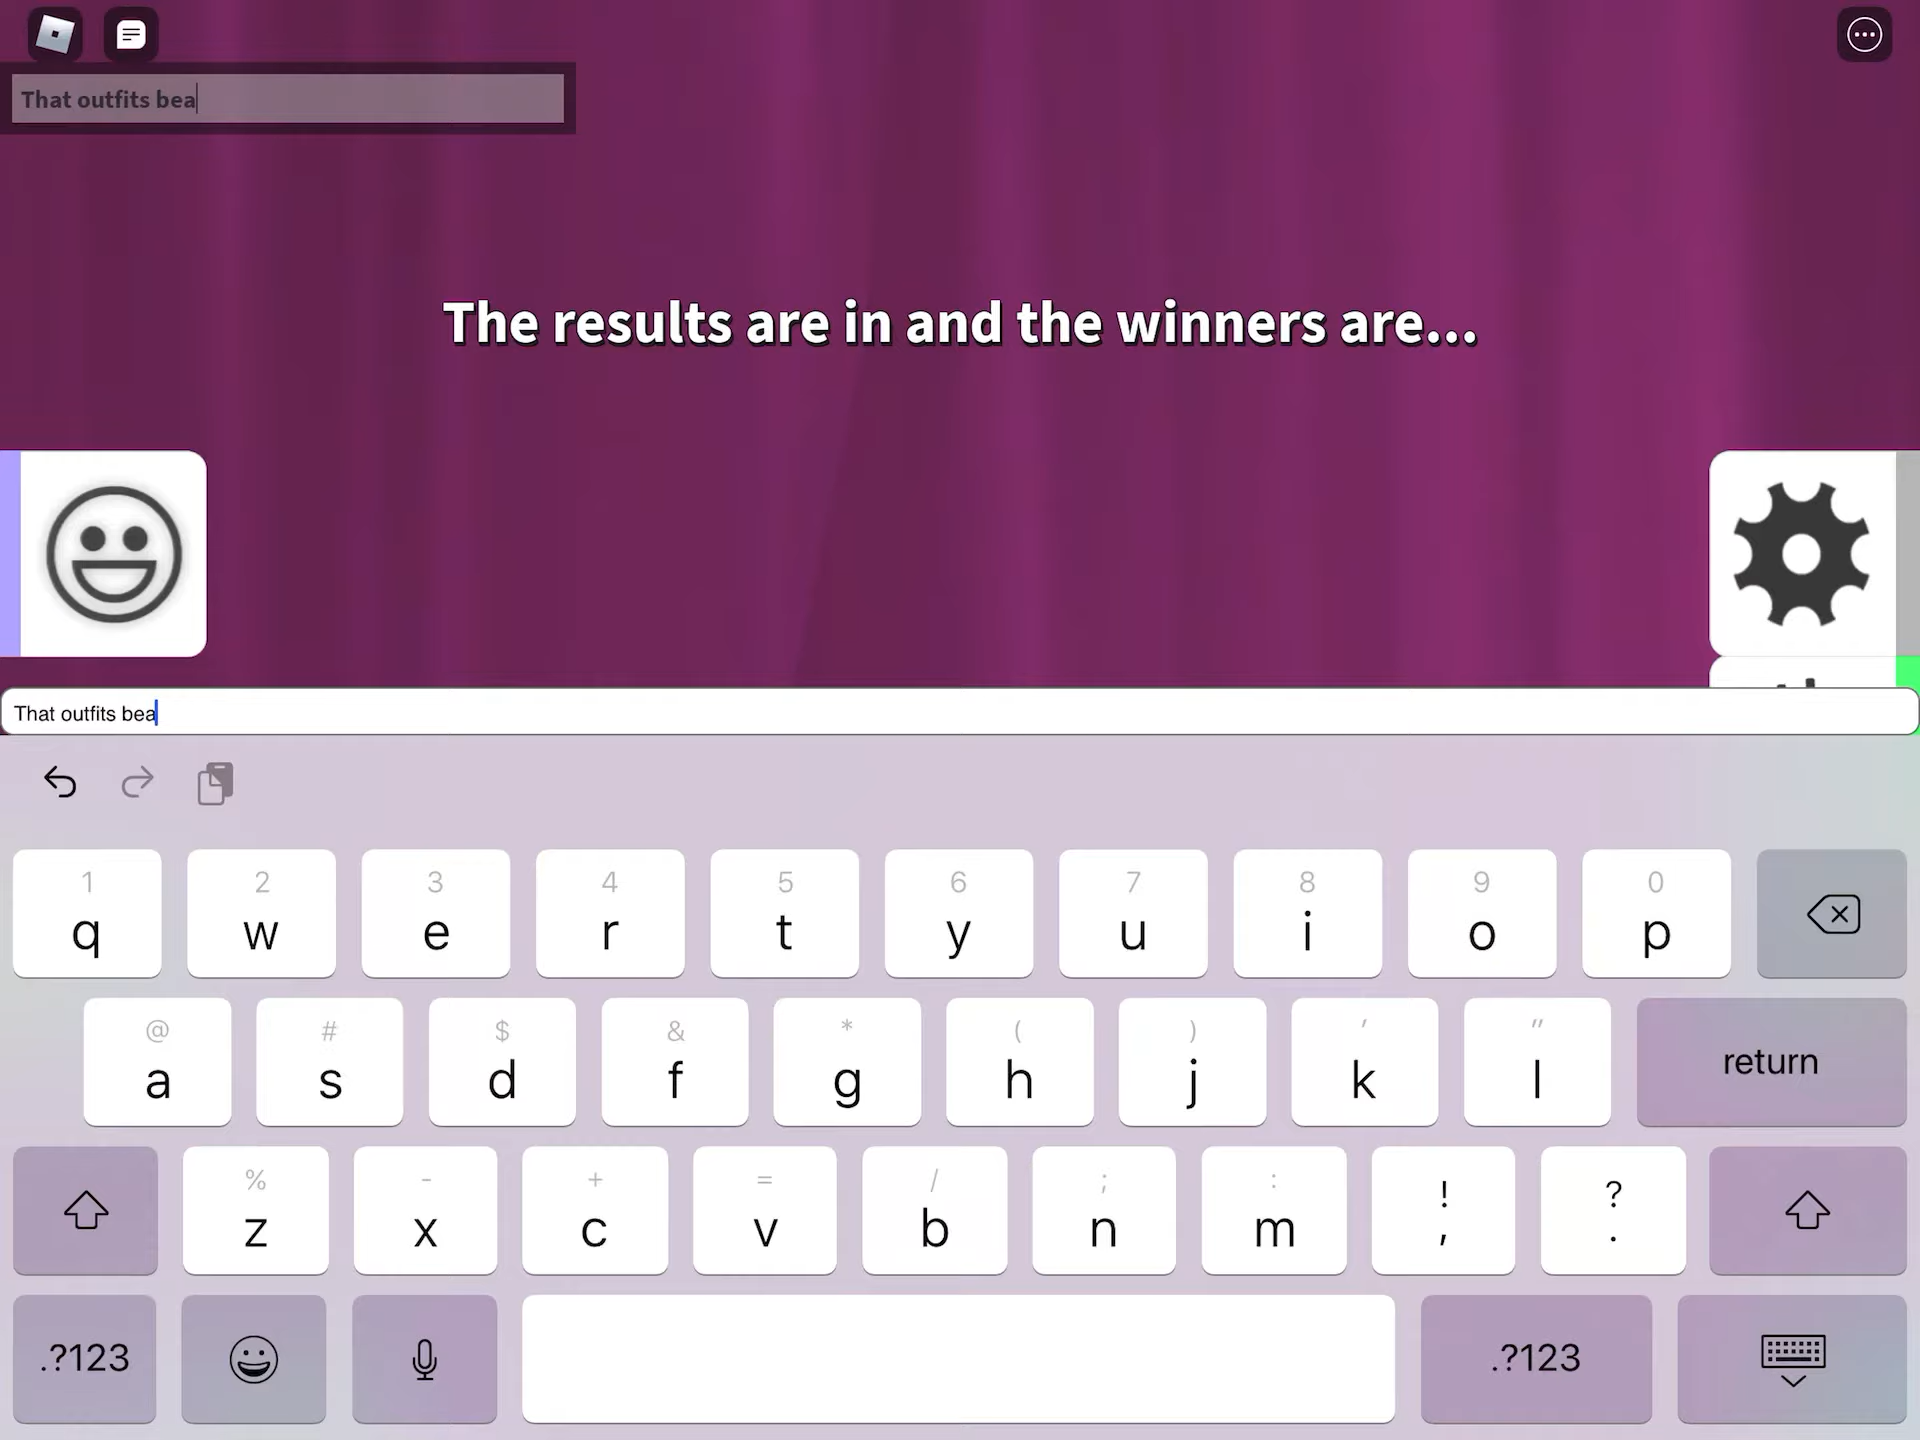 That outfits bea
The results are in and the winners are...
That outfits bea
1 2 3 4 5 6 7 8 9 0
q w e r t y u i o p
@ # $ & * ( ) ' "
a s d f g h j k l return
% - + = / ; : ! ?
z x c v b n m , .
.?123 .?123